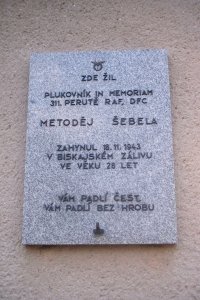 ZDE ŽIL
PLUKOVNÍK IN MEMORIAM
311. PERUTĚ RAF, DFC
METODĚJ ŠEBELA
ZAHYNUL 18. 11. 1943
V BISKAJSKÉM ZÁLIVU
VE VĚKU 28 LET
VÁM PADLÍ ČEST,
VÁM PADLÍ BEZ HROBU